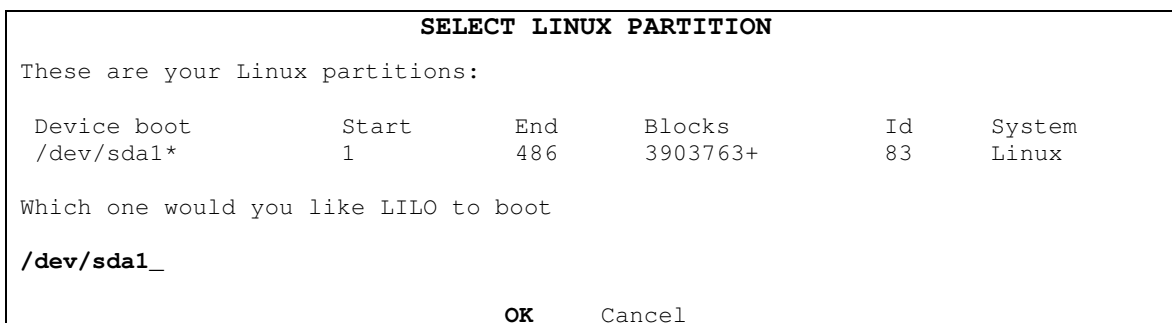 SELECT LINUX PARTITION
These are your Linux partitions:
Device boot Start End Blocks Id System
/dev/sda1* 1 486 3903763+ 83 Linux
Which one would you like LILO to boot
/dev/sda1_
OK Cancel